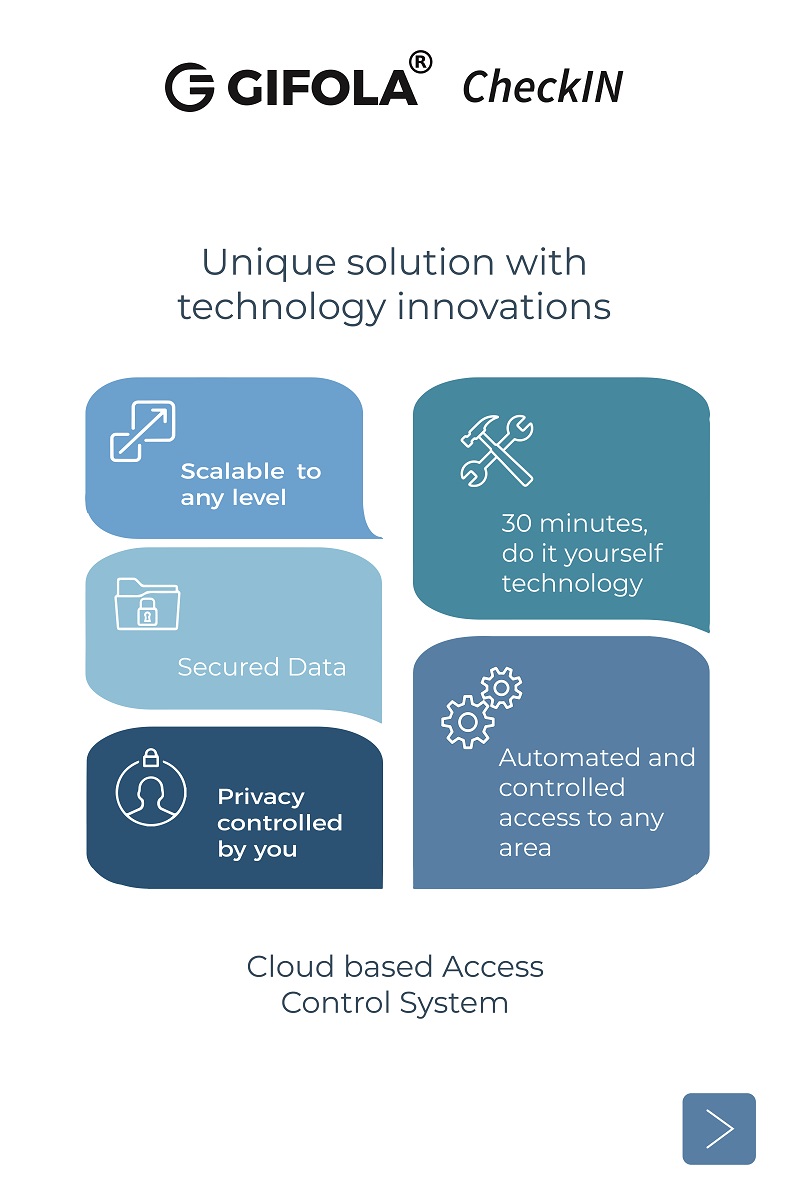 GIFOLA® CheckIN
Unique solution with
technology innovations
Scalable to
any level
30 minutes,
do it yourself
technology
Secured Data
Automated and
controlled
access to any
area
Privacy
controlled
by you
Cloud based Access
Control System